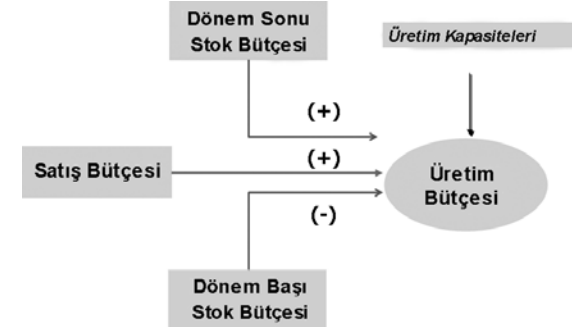 Dönem Sonu
Stok Bütçesi
Üretim Kapasiteleri
(+)
Satış Bütçesi
(+)
Üretim
Bütçesi
(-)
Dönem Başı
Stok Bütçesi